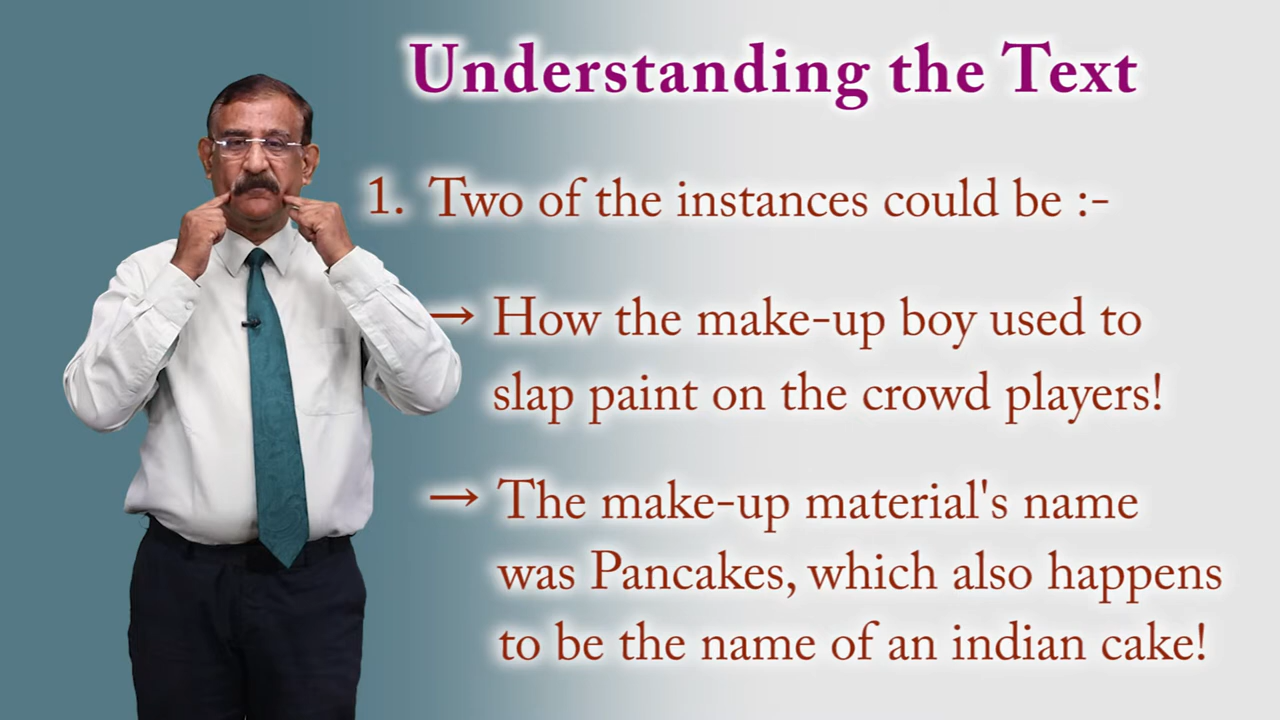 Understanding the Text
1. Two of the instances could be :-
→ How the make-up boy used to
slap paint on the crowd players!
→ The make-up material's name
was Pancakes, which also happens
to be the name of an indian cake!